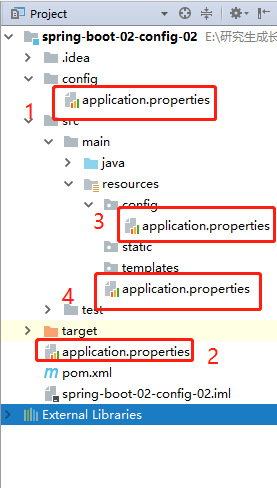 Project
spring-boot-02-config-02 E:\研究生成长
.idea
config
1 application.properties
src
main
java
resources
config
3 application.properties
static
templates
4 application.properties
test
target
application.properties 2
m pom.xml
spring-boot-02-config-02.iml
External Libraries